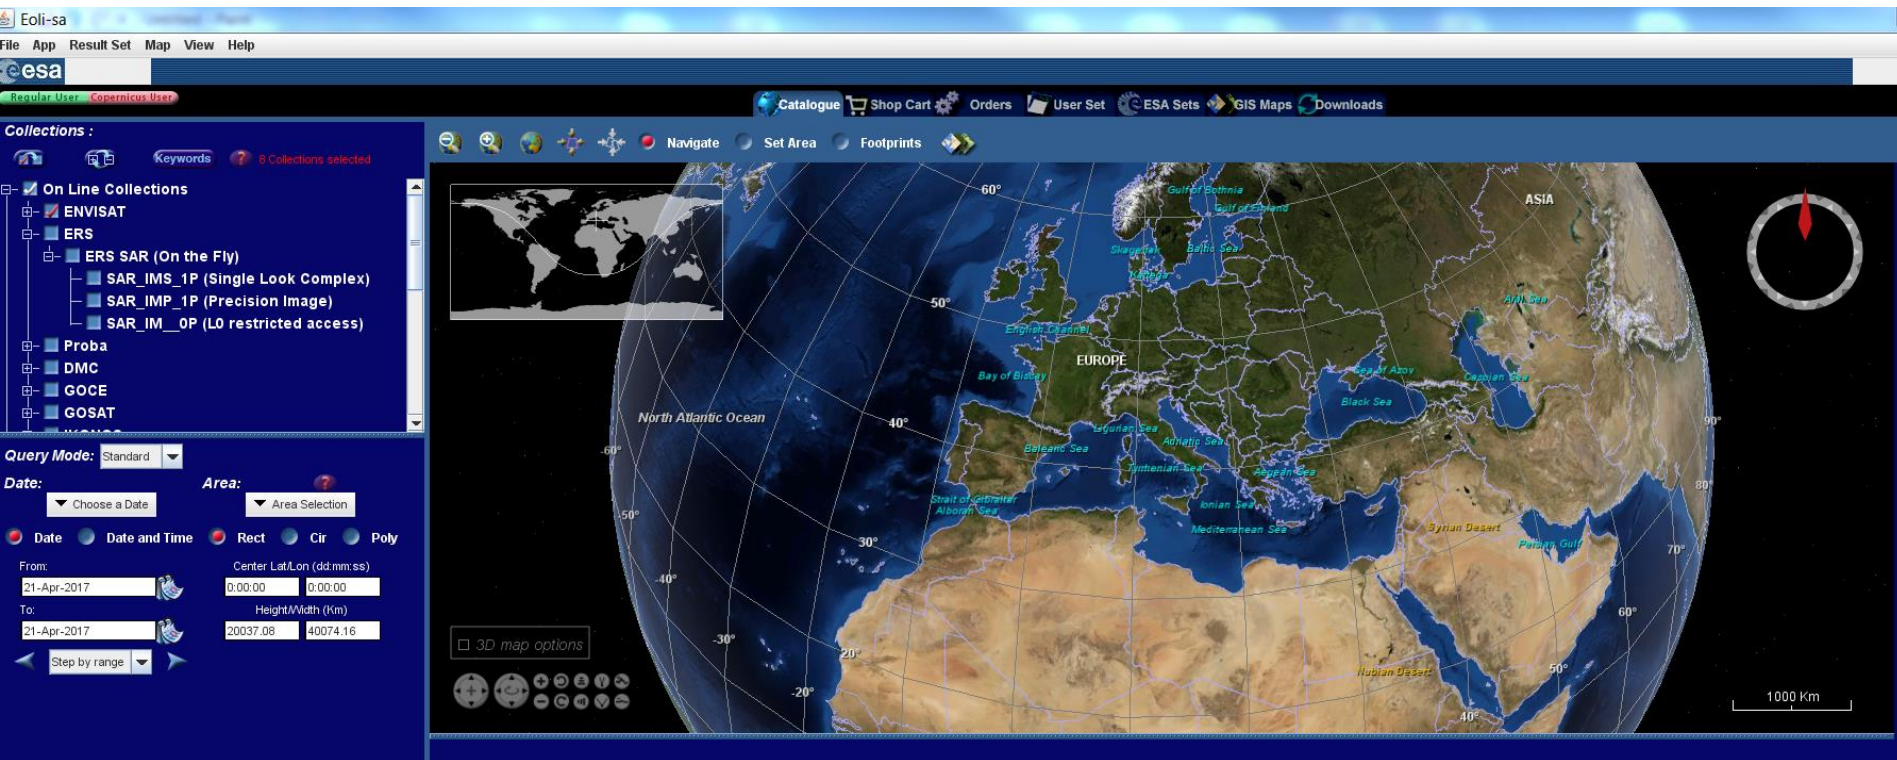 Eoli-sa
File App Result Set Map View Help
esa
Regular User Copernicus User
Catalogue Shop Cart Orders User Set ESA Sets GIS Maps Downloads
Collections :
Keywords ? 8 Collections selected
Navigate Set Area Footprints
On Line Collections
ENVISAT
ERS
ERS SAR (On the Fly)
SAR_IMS_1P (Single Look Complex)
SAR_IMP_1P (Precision Image)
SAR_IM__0P (L0 restricted access)
Proba
DMC
GOCE
GOSAT
Query Mode: Standard
Date: Area: ?
Choose a Date Area Selection
Date Date and Time Rect Cir Poly
From: Center Lat/Lon (dd:mm:ss)
21-Apr-2017 0:00:00 0:00:00
To: Height/Width (Km)
21-Apr-2017 20037.08 40074.16
Step by range
60°
Gulf of Bothnia
Gulf of Finland
ASIA
Skagerrak
Baltic Sea
Kattegat
50°
Aral Sea
English Channel
EUROPE
Bay of Biscay
Sea of Azov
Caspian Sea
Black Sea
North Atlantic Ocean
40°
90°
Ligurian Sea
Adriatic Sea
-60°
Balearic Sea
Tyrrhenian Sea
Aegean Sea
80°
Strait of Gibraltar
Alboran Sea
Ionian Sea
-50°
Mediterranean Sea
Syrian Desert
30°
Persian Gulf
70°
-40°
60°
-30°
3D map options
20°
Nubian Desert
50°
-20°
1000 Km
40°